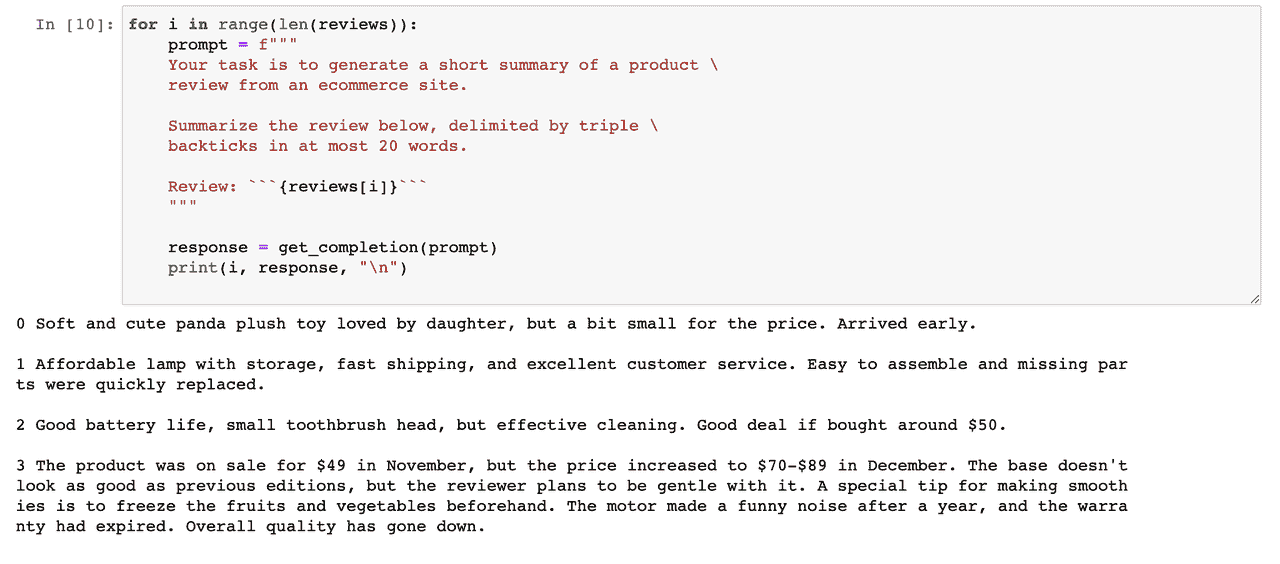 In [10]: for i in range(len(reviews)):
    prompt = f"""
    Your task is to generate a short summary of a product \
    review from an ecommerce site.

    Summarize the review below, delimited by triple \
    backticks in at most 20 words.

    Review: ```{reviews[i]}```
    """

    response = get_completion(prompt)
    print(i, response, "\n")

0 Soft and cute panda plush toy loved by daughter, but a bit small for the price. Arrived early.

1 Affordable lamp with storage, fast shipping, and excellent customer service. Easy to assemble and missing par
ts were quickly replaced.

2 Good battery life, small toothbrush head, but effective cleaning. Good deal if bought around $50.

3 The product was on sale for $49 in November, but the price increased to $70-$89 in December. The base doesn't
look as good as previous editions, but the reviewer plans to be gentle with it. A special tip for making smooth
ies is to freeze the fruits and vegetables beforehand. The motor made a funny noise after a year, and the warra
nty had expired. Overall quality has gone down.